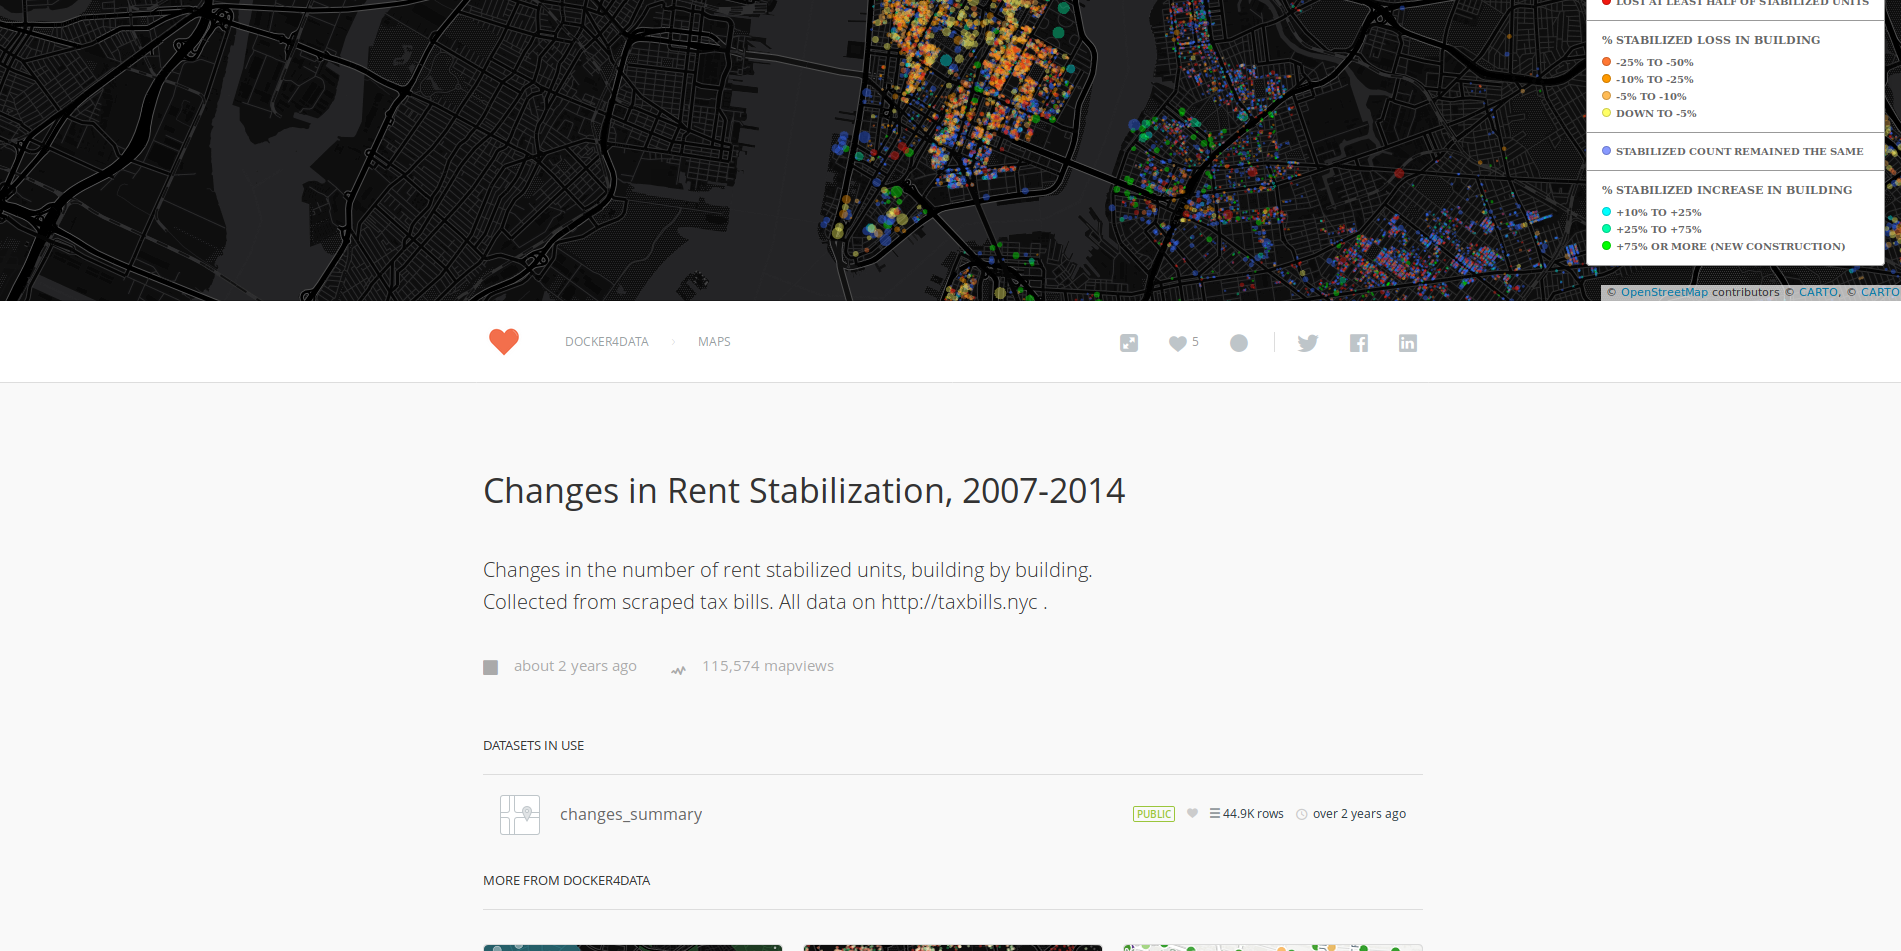 LOST AT LEAST HALF OF STABILIZED UNITS
% STABILIZED LOSS IN BUILDING
-25% TO -50%
-10% TO -25%
-5% TO -10%
DOWN TO -5%
STABILIZED COUNT REMAINED THE SAME
% STABILIZED INCREASE IN BUILDING
+10% TO +25%
+25% TO +75%
+75% OR MORE (NEW CONSTRUCTION)
© OpenStreetMap contributors © CARTO, © CARTO
DOCKER4DATA > MAPS
5
Changes in Rent Stabilization, 2007-2014
Changes in the number of rent stabilized units, building by building.
Collected from scraped tax bills. All data on http://taxbills.nyc .
about 2 years ago 115,574 mapviews
DATASETS IN USE
changes_summary PUBLIC 44.9K rows over 2 years ago
MORE FROM DOCKER4DATA